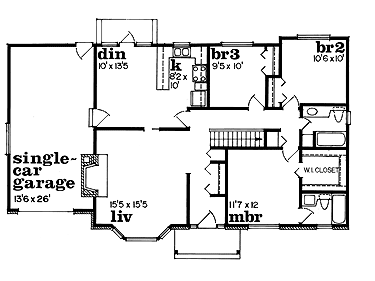 din
10' x 13'5
k
8'2 x
10'
br3
9'5 x 10'
br2
10'6 x 10'
single-
car
garage
13'6 x 26'
15'5 x 15'5
liv
11'7 x 12
mbr
W.I. CLOSET